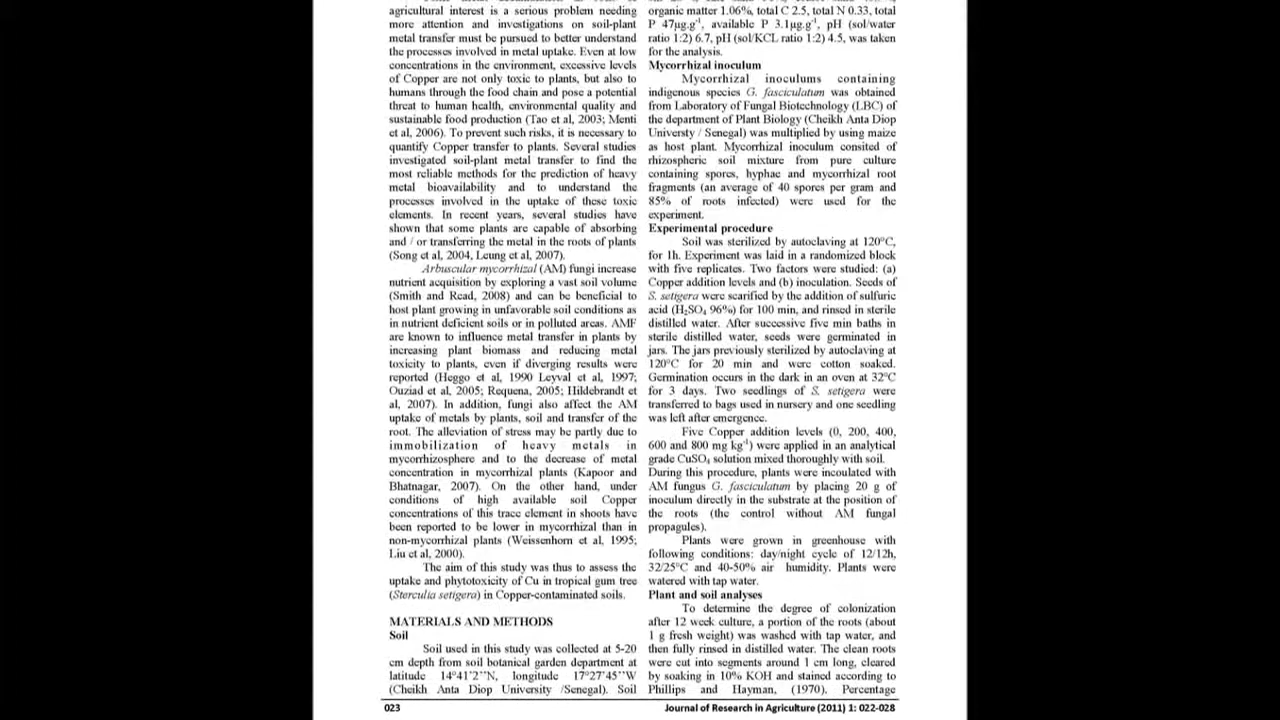 agricultural interest is a serious problem needing
more attention and investigations on soil-plant
metal transfer must be pursued to better understand
the processes involved in metal uptake. Even at low
concentrations in the environment, excessive levels
of Copper are not only toxic to plants, but also to
humans through the food chain and pose a potential
threat to human health, environmental quality and
sustainable food production (Tao et al, 2003; Menti
et al, 2006). To prevent such risks, it is necessary to
quantify Copper transfer to plants. Several studies
investigated soil-plant metal transfer to find the
most reliable methods for the prediction of heavy
metal bioavailability and to understand the
processes involved in the uptake of these toxic
elements. In recent years, several studies have
shown that some plants are capable of absorbing
and / or transferring the metal in the roots of plants
(Song et al, 2004, Leung et al, 2007).
Arbuscular mycorrhizal (AM) fungi increase
nutrient acquisition by exploring a vast soil volume
(Smith and Read, 2008) and can be beneficial to
host plant growing in unfavorable soil conditions as
in nutrient deficient soils or in polluted areas. AMF
are known to influence metal transfer in plants by
increasing plant biomass and reducing metal
toxicity to plants, even if diverging results were
reported (Heggo et al, 1990 Leyval et al, 1997;
Ouziad et al, 2005; Requena, 2005; Hildebrandt et
al, 2007). In addition, fungi also affect the AM
uptake of metals by plants, soil and transfer of the
root. The alleviation of stress may be partly due to
immobilization of heavy metals in
mycorrhizosphere and to the decrease of metal
concentration in mycorrhizal plants (Kapoor and
Bhatnagar, 2007). On the other hand, under
conditions of high available soil Copper
concentrations of this trace element in shoots have
been reported to be lower in mycorrhizal than in
non-mycorrhizal plants (Weissenhorn et al, 1995;
Liu et al, 2000).
The aim of this study was thus to assess the
uptake and phytotoxicity of Cu in tropical gum tree
(Sterculia setigera) in Copper-contaminated soils.
MATERIALS AND METHODS
Soil
Soil used in this study was collected at 5-20
cm depth from soil botanical garden department at
latitude 14°41'2''N, longitude 17°27'45''W
(Cheikh Anta Diop University /Senegal). Soil
organic matter 1.06%, total C 2.5, total N 0.33, total
P 47µg.g-1, available P 3.1µg.g-1, pH (sol/water
ratio 1:2) 6.7, pH (sol/KCL ratio 1:2) 4.5, was taken
for the analysis.
Mycorrhizal inoculum
Mycorrhizal inoculums containing
indigenous species G. fasciculatum was obtained
from Laboratory of Fungal Biotechnology (LBC) of
the department of Plant Biology (Cheikh Anta Diop
Universty / Senegal) was multiplied by using maize
as host plant. Mycorrhizal inoculum consited of
rhizospheric soil mixture from pure culture
containing spores, hyphae and mycorrhizal root
fragments (an average of 40 spores per gram and
85% of roots infected) were used for the
experiment.
Experimental procedure
Soil was sterilized by autoclaving at 120°C,
for 1h. Experiment was laid in a randomized block
with five replicates. Two factors were studied: (a)
Copper addition levels and (b) inoculation. Seeds of
S. setigera were scarified by the addition of sulfuric
acid (H2SO4 96%) for 100 min, and rinsed in sterile
distilled water. After successive five min baths in
sterile distilled water, seeds were germinated in
jars. The jars previously sterilized by autoclaving at
120°C for 20 min and were cotton soaked.
Germination occurs in the dark in an oven at 32°C
for 3 days. Two seedlings of S. setigera were
transferred to bags used in nursery and one seedling
was left after emergence.
Five Copper addition levels (0, 200, 400,
600 and 800 mg kg-1) were applied in an analytical
grade CuSO4 solution mixed thoroughly with soil.
During this procedure, plants were incoulated with
AM fungus G. fasciculatum by placing 20 g of
inoculum directly in the substrate at the position of
the roots (the control without AM fungal
propagules).
Plants were grown in greenhouse with
following conditions: day/night cycle of 12/12h,
32/25°C and 40-50% air humidity. Plants were
watered with tap water.
Plant and soil analyses
To determine the degree of colonization
after 12 week culture, a portion of the roots (about
1 g fresh weight) was washed with tap water, and
then fully rinsed in distilled water. The clean roots
were cut into segments around 1 cm long, cleared
by soaking in 10% KOH and stained according to
Phillips and Hayman, (1970). Percentage
023
Journal of Research in Agriculture (2011) 1: 022-028